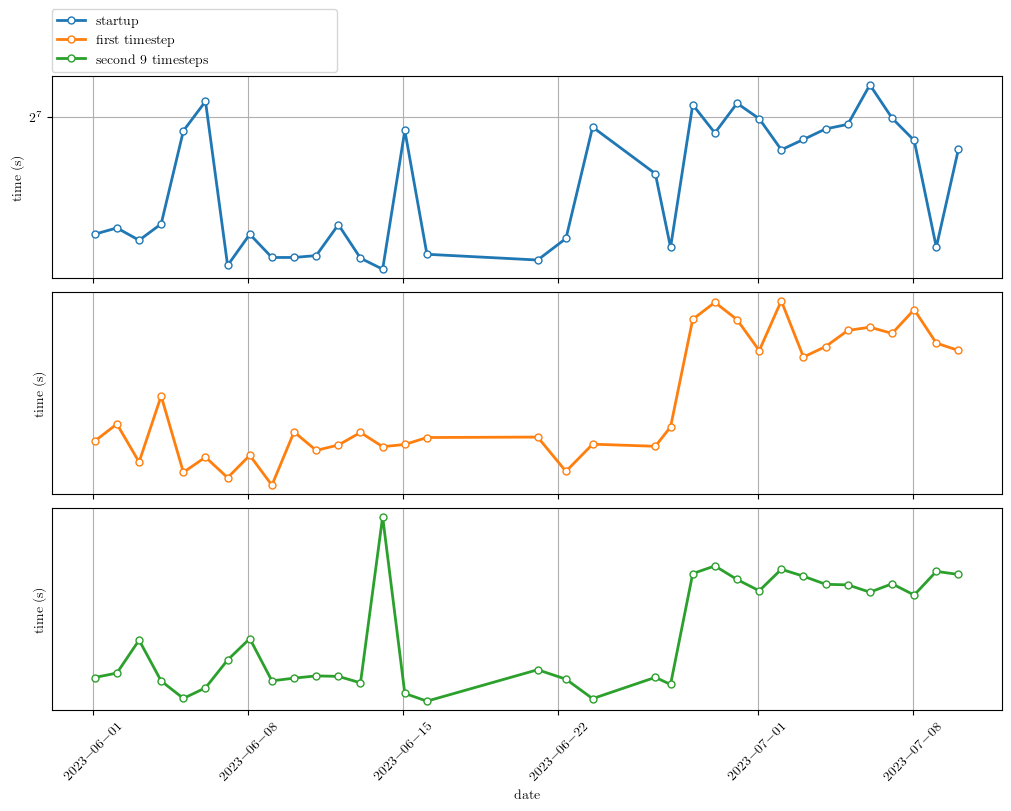 startup
first timestep
second 9 timesteps
2^7
time (s)
time (s)
time (s)
2023−06−01
2023−06−08
2023−06−15
2023−06−22
2023−07−01
2023−07−08
date